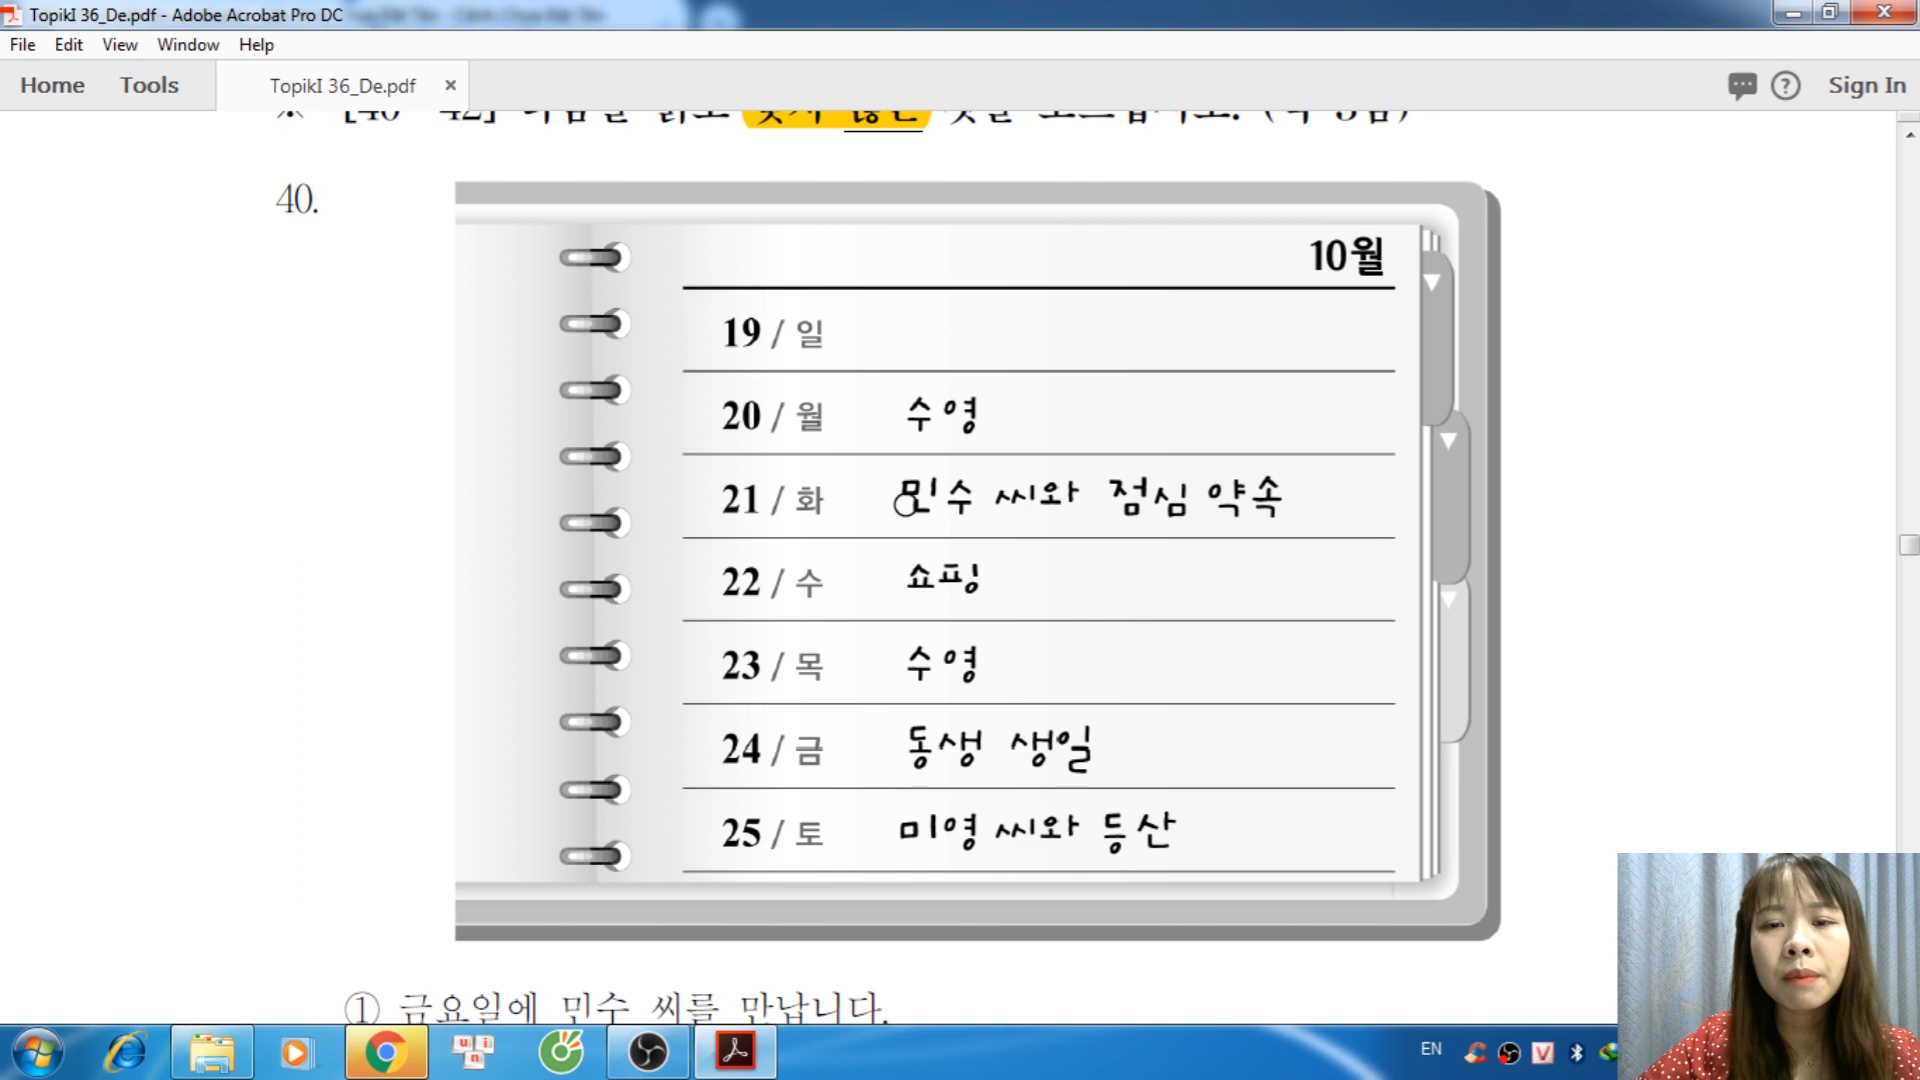 TopikI 36_De.pdf - Adobe Acrobat Pro DC
File Edit View Window Help
Home Tools TopikI 36_De.pdf × Sign In
40.
10월
19 / 일
20 / 월 수영
21 / 화 민수 씨와 점심 약속
22 / 수 쇼핑
23 / 목 수영
24 / 금 동생 생일
25 / 토 미영 씨와 등산
① 금요일에 민수 씨를 만납니다.
EN